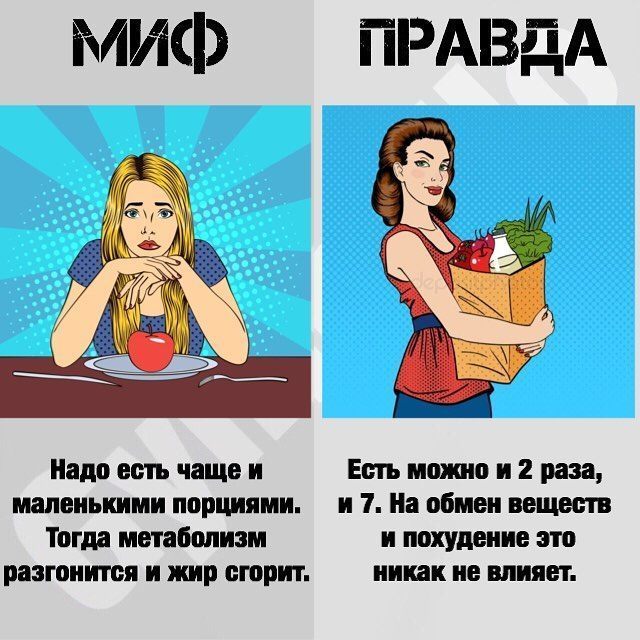 МИФ
ПРАВДА
Надо есть чаще и
маленькими порциями.
Тогда метаболизм
разгонится и жир сгорит.
Есть можно и 2 раза,
и 7. На обмен веществ
и похудение это
никак не влияет.